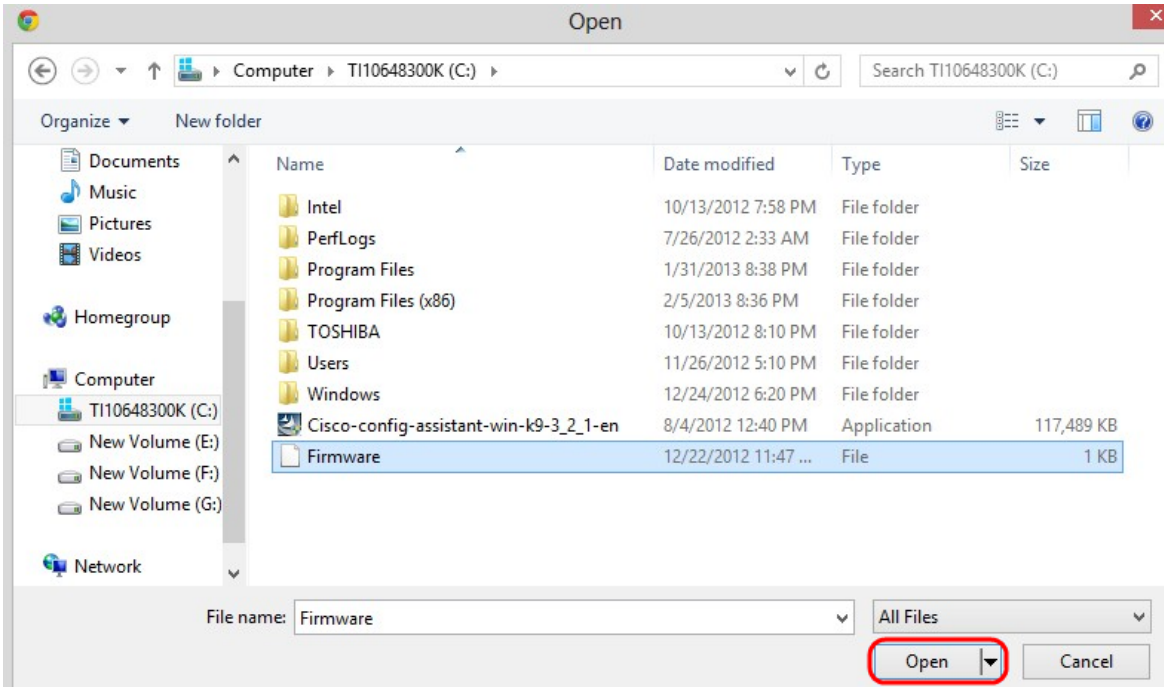 Open
Computer TI10648300K (C:) Search TI10648300K (C:)
Organize New folder
Documents
Music
Pictures
Videos
Homegroup
Computer
TI10648300K (C:)
New Volume (E:)
New Volume (F:)
New Volume (G:)
Network
Name Date modified Type Size
Intel 10/13/2012 7:58 PM File folder
PerfLogs 7/26/2012 2:33 AM File folder
Program Files 1/31/2013 8:38 PM File folder
Program Files (x86) 2/5/2013 8:36 PM File folder
TOSHIBA 10/13/2012 8:10 PM File folder
Users 11/26/2012 5:10 PM File folder
Windows 12/24/2012 6:20 PM File folder
Cisco-config-assistant-win-k9-3_2_1-en 8/4/2012 12:40 PM Application 117,489 KB
Firmware 12/22/2012 11:47 ... File 1 KB
File name: Firmware All Files
Open Cancel